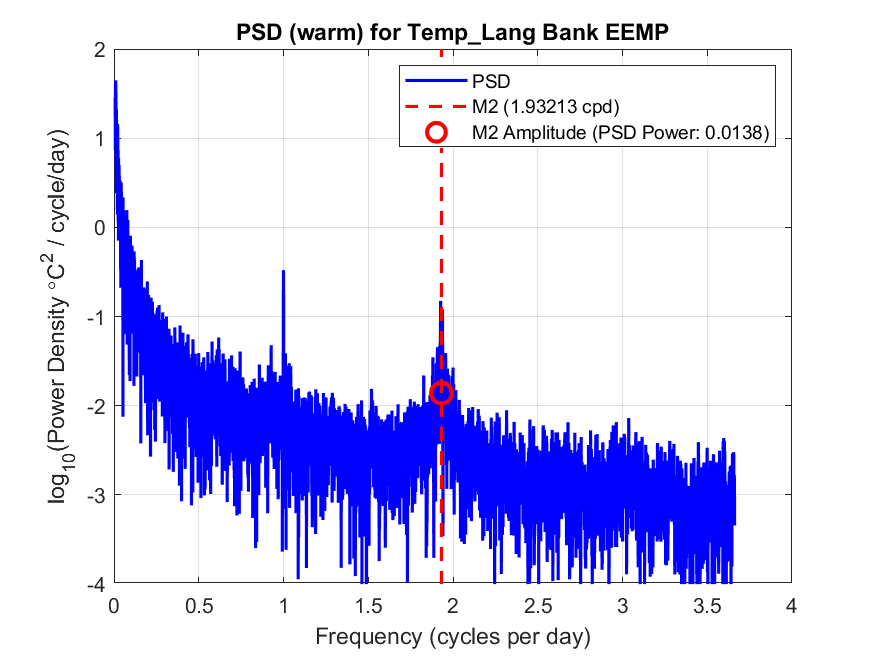 PSD (warm) for Temp_Lang Bank EEMP
PSD
M2 (1.93213 cpd)
M2 Amplitude (PSD Power: 0.0138)
log10(Power Density °C2 / cycle/day)
2
1
0
-1
-2
-3
-4
0 0.5 1 1.5 2 2.5 3 3.5 4
Frequency (cycles per day)